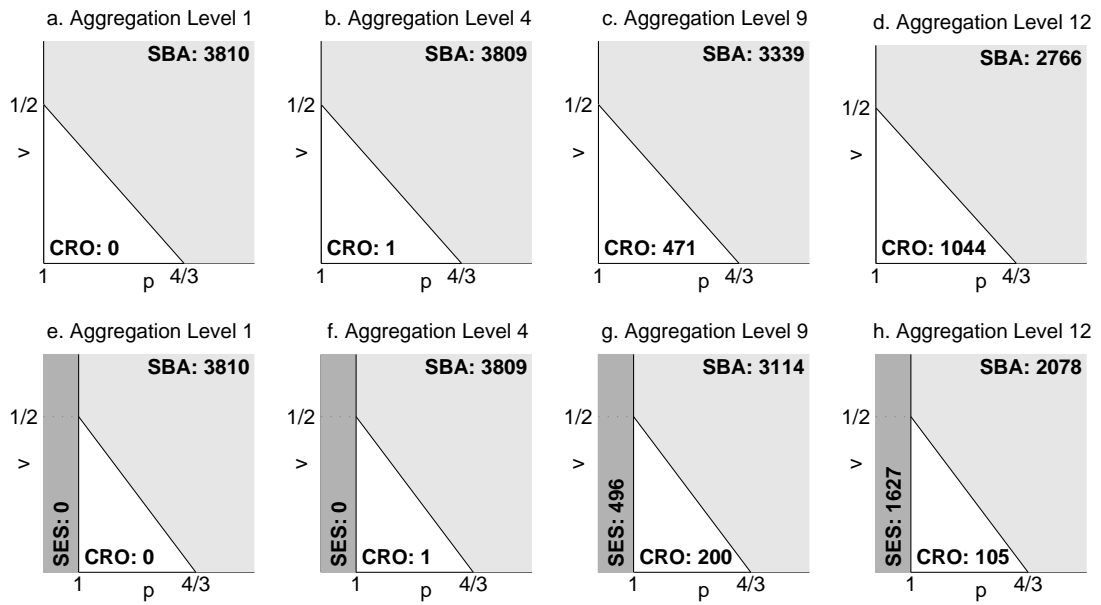 a. Aggregation Level 1
SBA: 3810
1/2
v
CRO: 0
1
p
4/3
b. Aggregation Level 4
SBA: 3809
1/2
v
CRO: 1
1
p
4/3
c. Aggregation Level 9
SBA: 3339
1/2
v
CRO: 471
1
p
4/3
d. Aggregation Level 12
SBA: 2766
1/2
v
CRO: 1044
1
p
4/3
e. Aggregation Level 1
SBA: 3810
1/2
v
SES: 0
CRO: 0
1
p
4/3
f. Aggregation Level 4
SBA: 3809
1/2
v
SES: 0
CRO: 1
1
p
4/3
g. Aggregation Level 9
SBA: 3114
1/2
v
SES: 496
CRO: 200
1
p
4/3
h. Aggregation Level 12
SBA: 2078
1/2
v
SES: 1627
CRO: 105
1
p
4/3